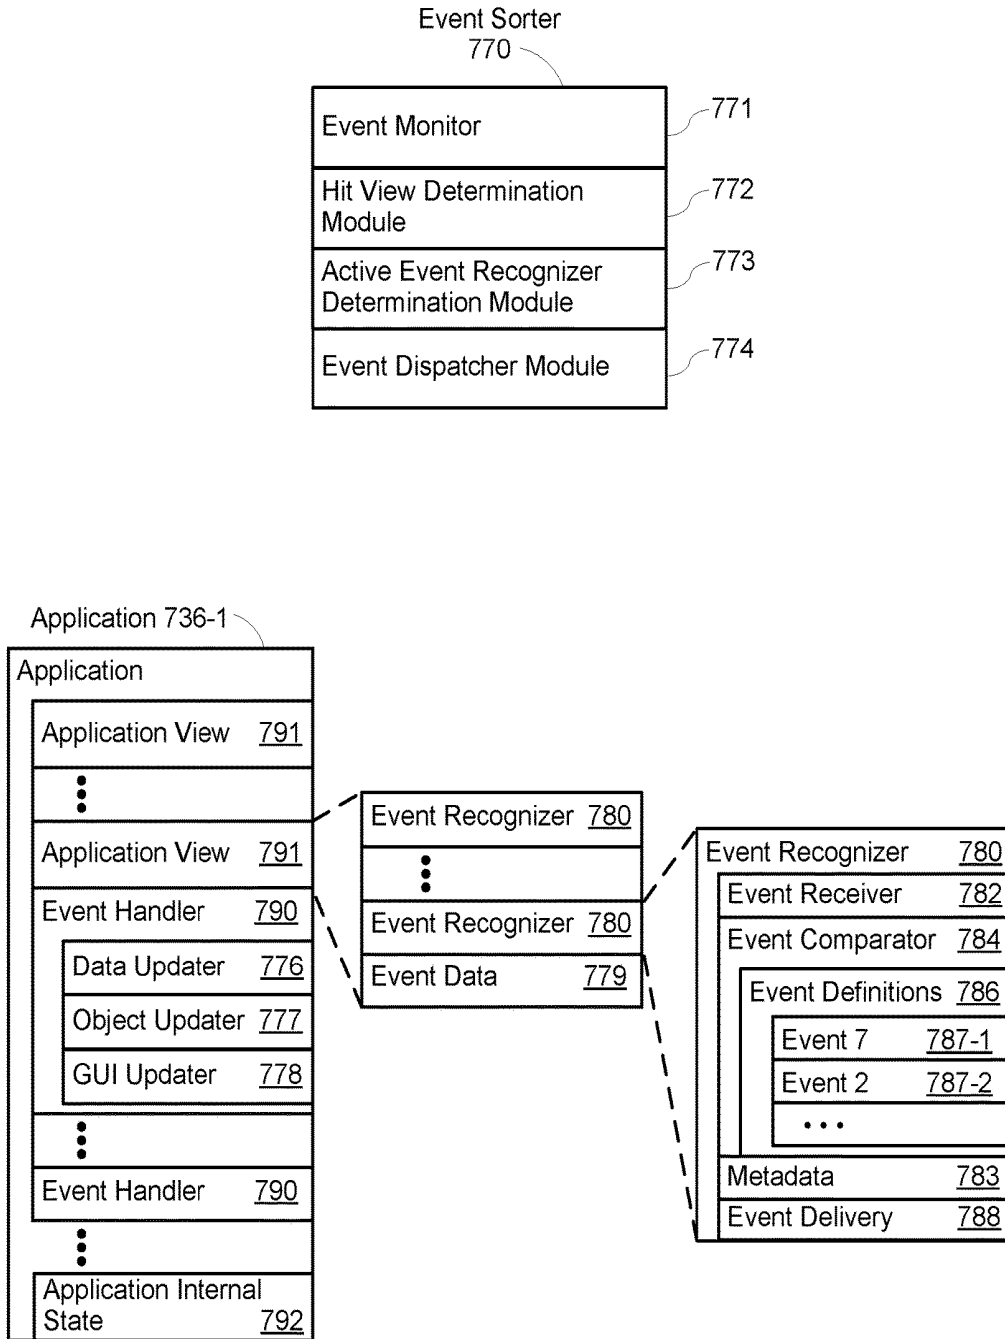 Event Sorter
770
Event Monitor
771
Hit View Determination
Module
772
Active Event Recognizer
Determination Module
773
Event Dispatcher Module
774
Application 736-1
Application
Application View 791
Application View 791
Event Handler 790
Data Updater 776
Object Updater 777
GUI Updater 778
Event Handler 790
Application Internal
State 792
Event Recognizer 780
Event Recognizer 780
Event Data 779
Event Recognizer 780
Event Receiver 782
Event Comparator 784
Event Definitions 786
Event 7 787-1
Event 2 787-2
...
Metadata 783
Event Delivery 788